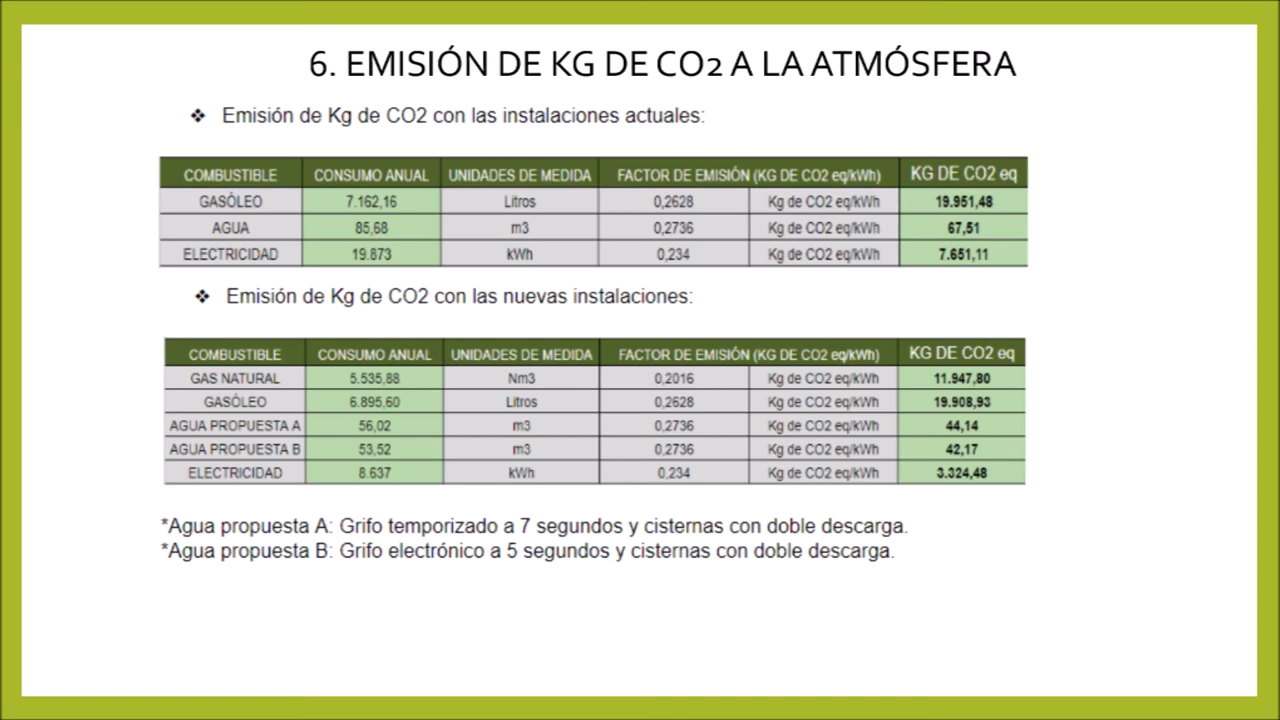 6. EMISIÓN DE KG DE CO2 A LA ATMÓSFERA
❖ Emisión de Kg de CO2 con las instalaciones actuales:
COMBUSTIBLE CONSUMO ANUAL UNIDADES DE MEDIDA FACTOR DE EMISIÓN (KG DE CO2 eq/kWh) KG DE CO2 eq
GASÓLEO 7.162,16 Litros 0,2628 Kg de CO2 eq/kWh 19.951,48
AGUA 85,68 m3 0,2736 Kg de CO2 eq/kWh 67,51
ELECTRICIDAD 19.873 kWh 0,234 Kg de CO2 eq/kWh 7.651,11
❖ Emisión de Kg de CO2 con las nuevas instalaciones:
COMBUSTIBLE CONSUMO ANUAL UNIDADES DE MEDIDA FACTOR DE EMISIÓN (KG DE CO2 eq/kWh) KG DE CO2 eq
GAS NATURAL 5.535,88 Nm3 0,2016 Kg de CO2 eq/kWh 11.947,80
GASÓLEO 6.895,60 Litros 0,2628 Kg de CO2 eq/kWh 19.908,93
AGUA PROPUESTA A 56,02 m3 0,2736 Kg de CO2 eq/kWh 44,14
AGUA PROPUESTA B 53,52 m3 0,2736 Kg de CO2 eq/kWh 42,17
ELECTRICIDAD 8.637 kWh 0,234 Kg de CO2 eq/kWh 3.324,48
*Agua propuesta A: Grifo temporizado a 7 segundos y cisternas con doble descarga.
*Agua propuesta B: Grifo electrónico a 5 segundos y cisternas con doble descarga.